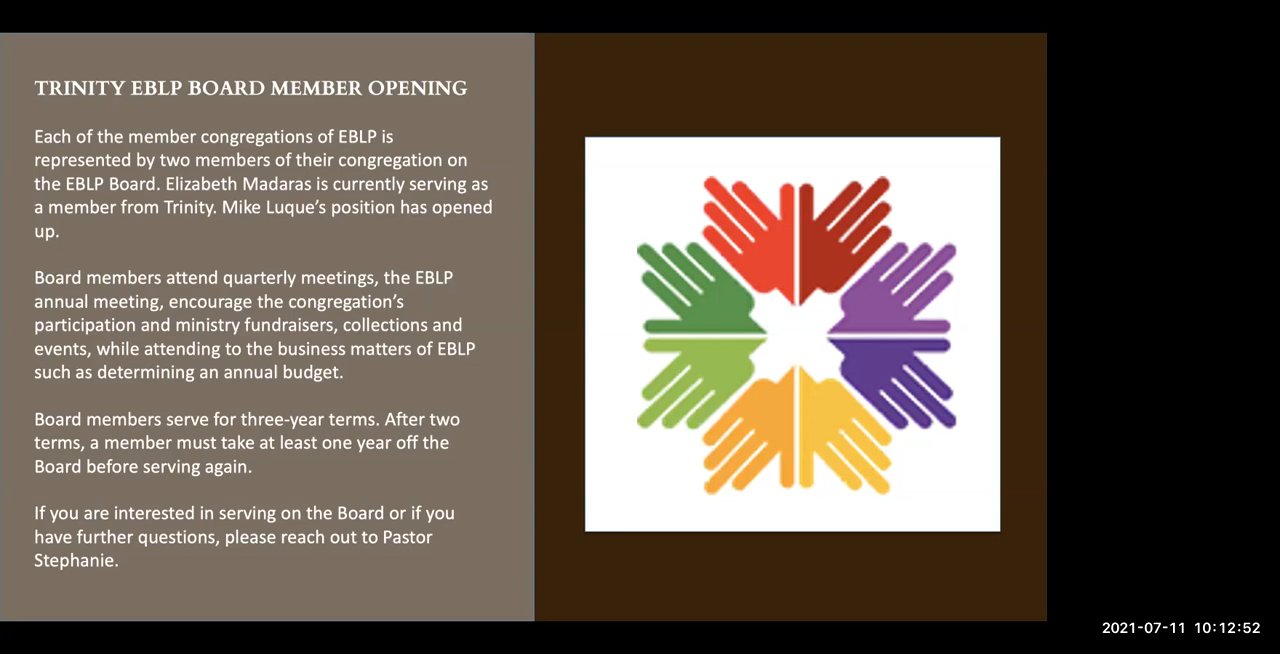 TRINITY EBLP BOARD MEMBER OPENING
Each of the member congregations of EBLP is
represented by two members of their congregation on
the EBLP Board. Elizabeth Madaras is currently serving as
a member from Trinity. Mike Luque’s position has opened
up.
Board members attend quarterly meetings, the EBLP
annual meeting, encourage the congregation’s
participation and ministry fundraisers, collections and
events, while attending to the business matters of EBLP
such as determining an annual budget.
Board members serve for three-year terms. After two
terms, a member must take at least one year off the
Board before serving again.
If you are interested in serving on the Board or if you
have further questions, please reach out to Pastor
Stephanie.
2021-07-11 10:12:52